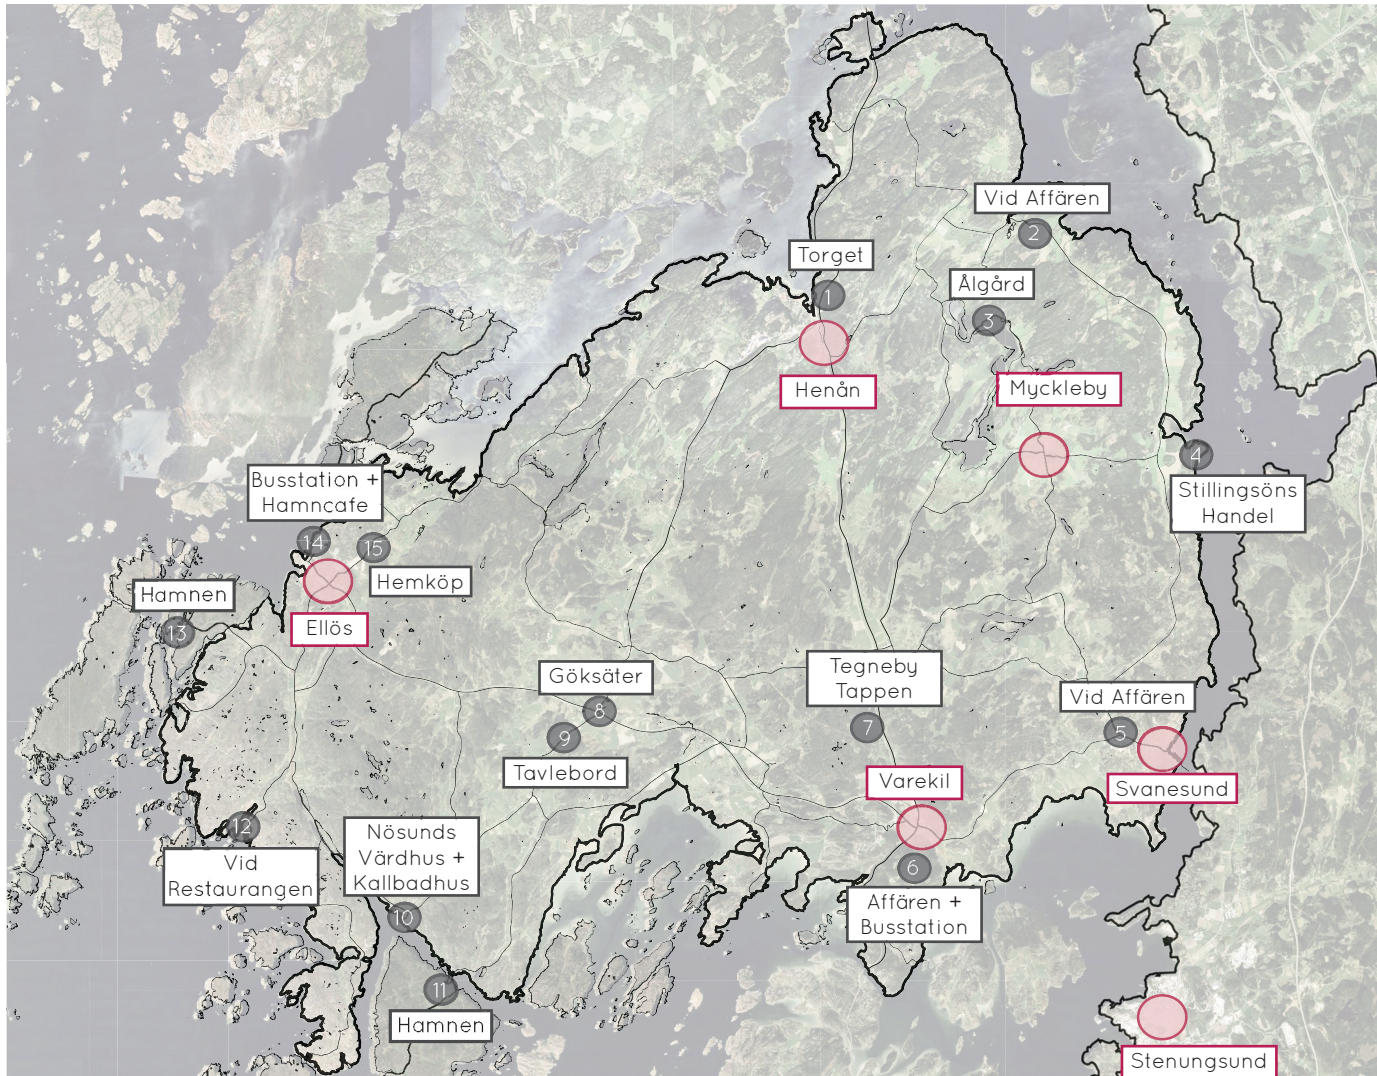 Vid Affären
2
Torget
1
Ålgård
3
Henån
Myckleby
4
Stillingsöns
Handel
Busstation +
Hamncafe
14
15
Hemköp
Hamnen
13
Ellös
Göksäter
8
9
Tavlebord
Tegneby
Tappen
7
Vid Affären
5
Svanesund
Varekil
6
Affären +
Busstation
12
Vid
Restaurangen
Nösunds
Värdhus +
Kallbadhus
10
11
Hamnen
Stenungsund